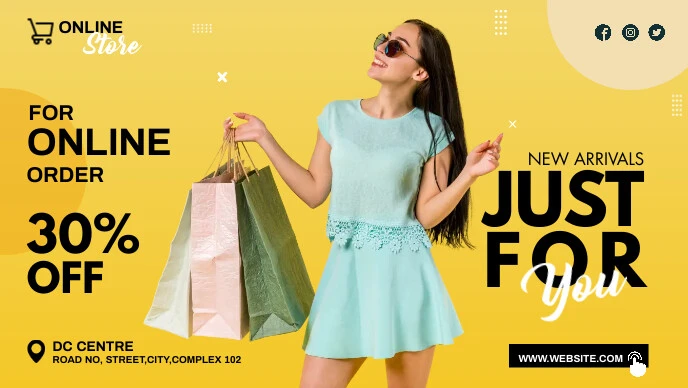 ONLINE
Store
FOR
ONLINE
ORDER
30%
OFF
DC CENTRE
ROAD NO, STREET,CITY,COMPLEX 102
NEW ARRIVALS
JUST
FOR
You
WWW.WEBSITE.COM